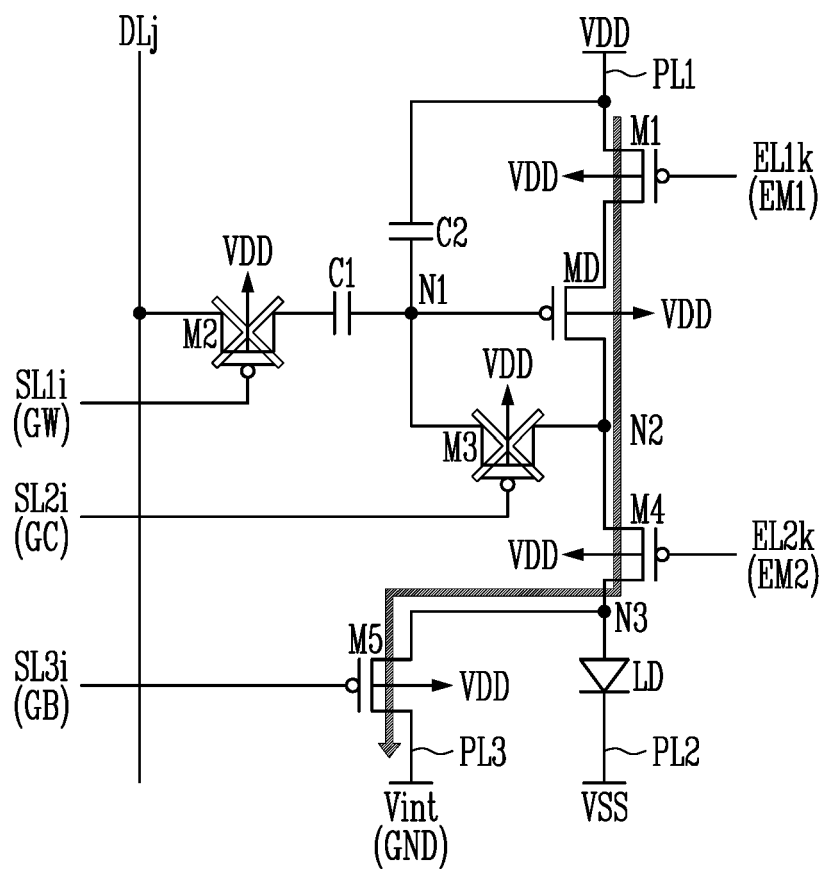 DLj
VDD
PL1
M1
VDD
EL1k
(EM1)
C2
VDD
C1
N1
MD
VDD
M2
SL1i
(GW)
VDD
M3
N2
SL2i
(GC)
M4
VDD
EL2k
(EM2)
N3
M5
SL3i
(GB)
VDD
LD
PL3
PL2
Vint
(GND)
VSS